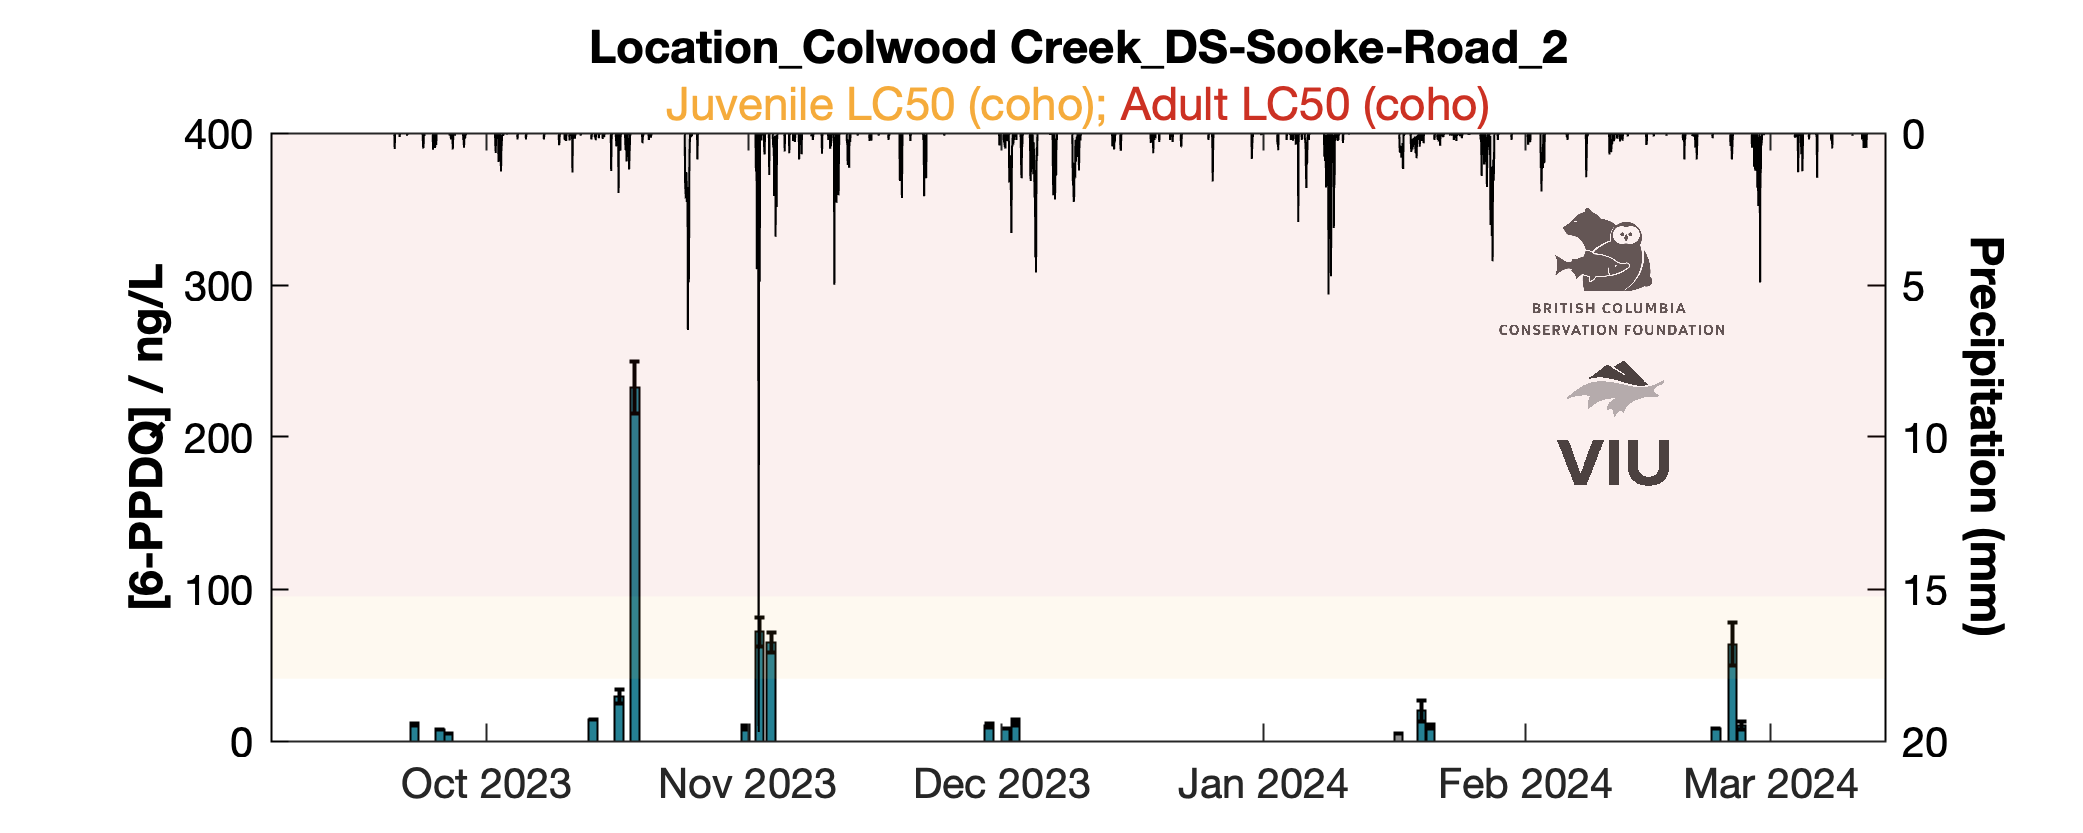 Location_Colwood Creek_DS-Sooke-Road_2
Juvenile LC50 (coho); Adult LC50 (coho)
[6-PPDQ] / ng/L
400
300
200
100
0
Precipitation (mm)
0
5
10
15
20
BRITISH COLUMBIA
CONSERVATION FOUNDATION
VIU
Oct 2023
Nov 2023
Dec 2023
Jan 2024
Feb 2024
Mar 2024